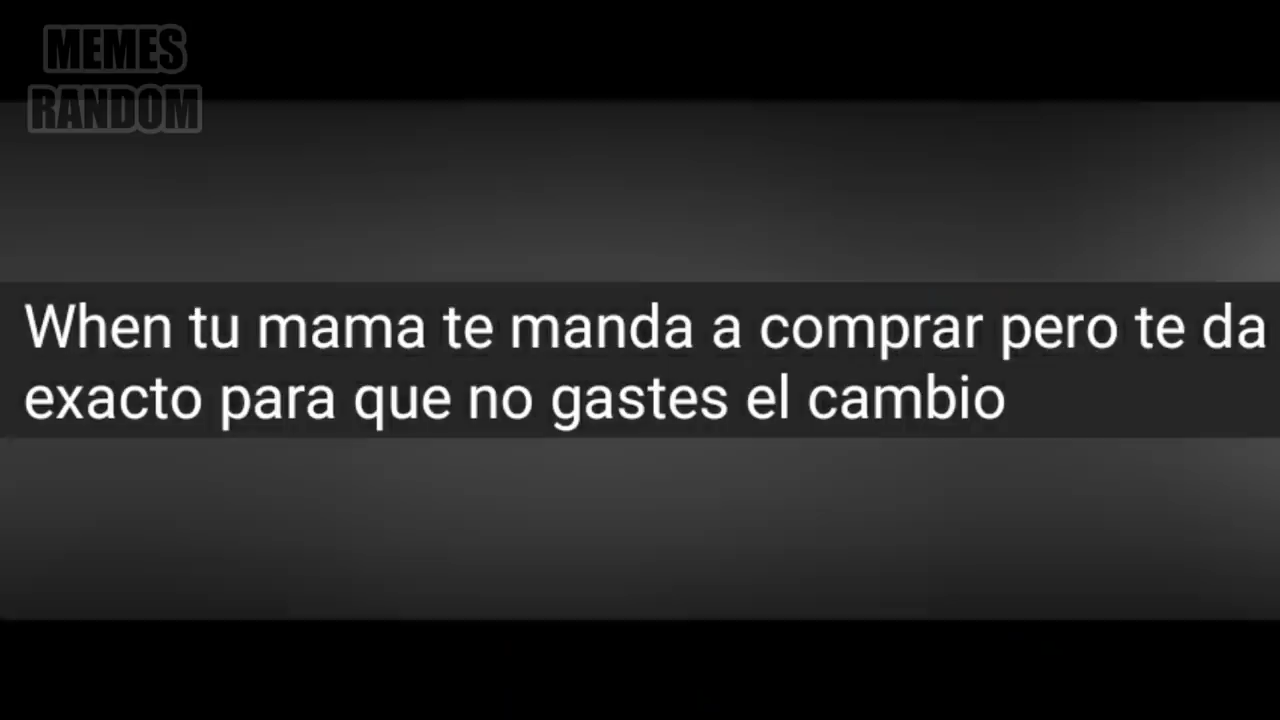 MEMES
RANDOM
When tu mama te manda a comprar pero te da
exacto para que no gastes el cambio